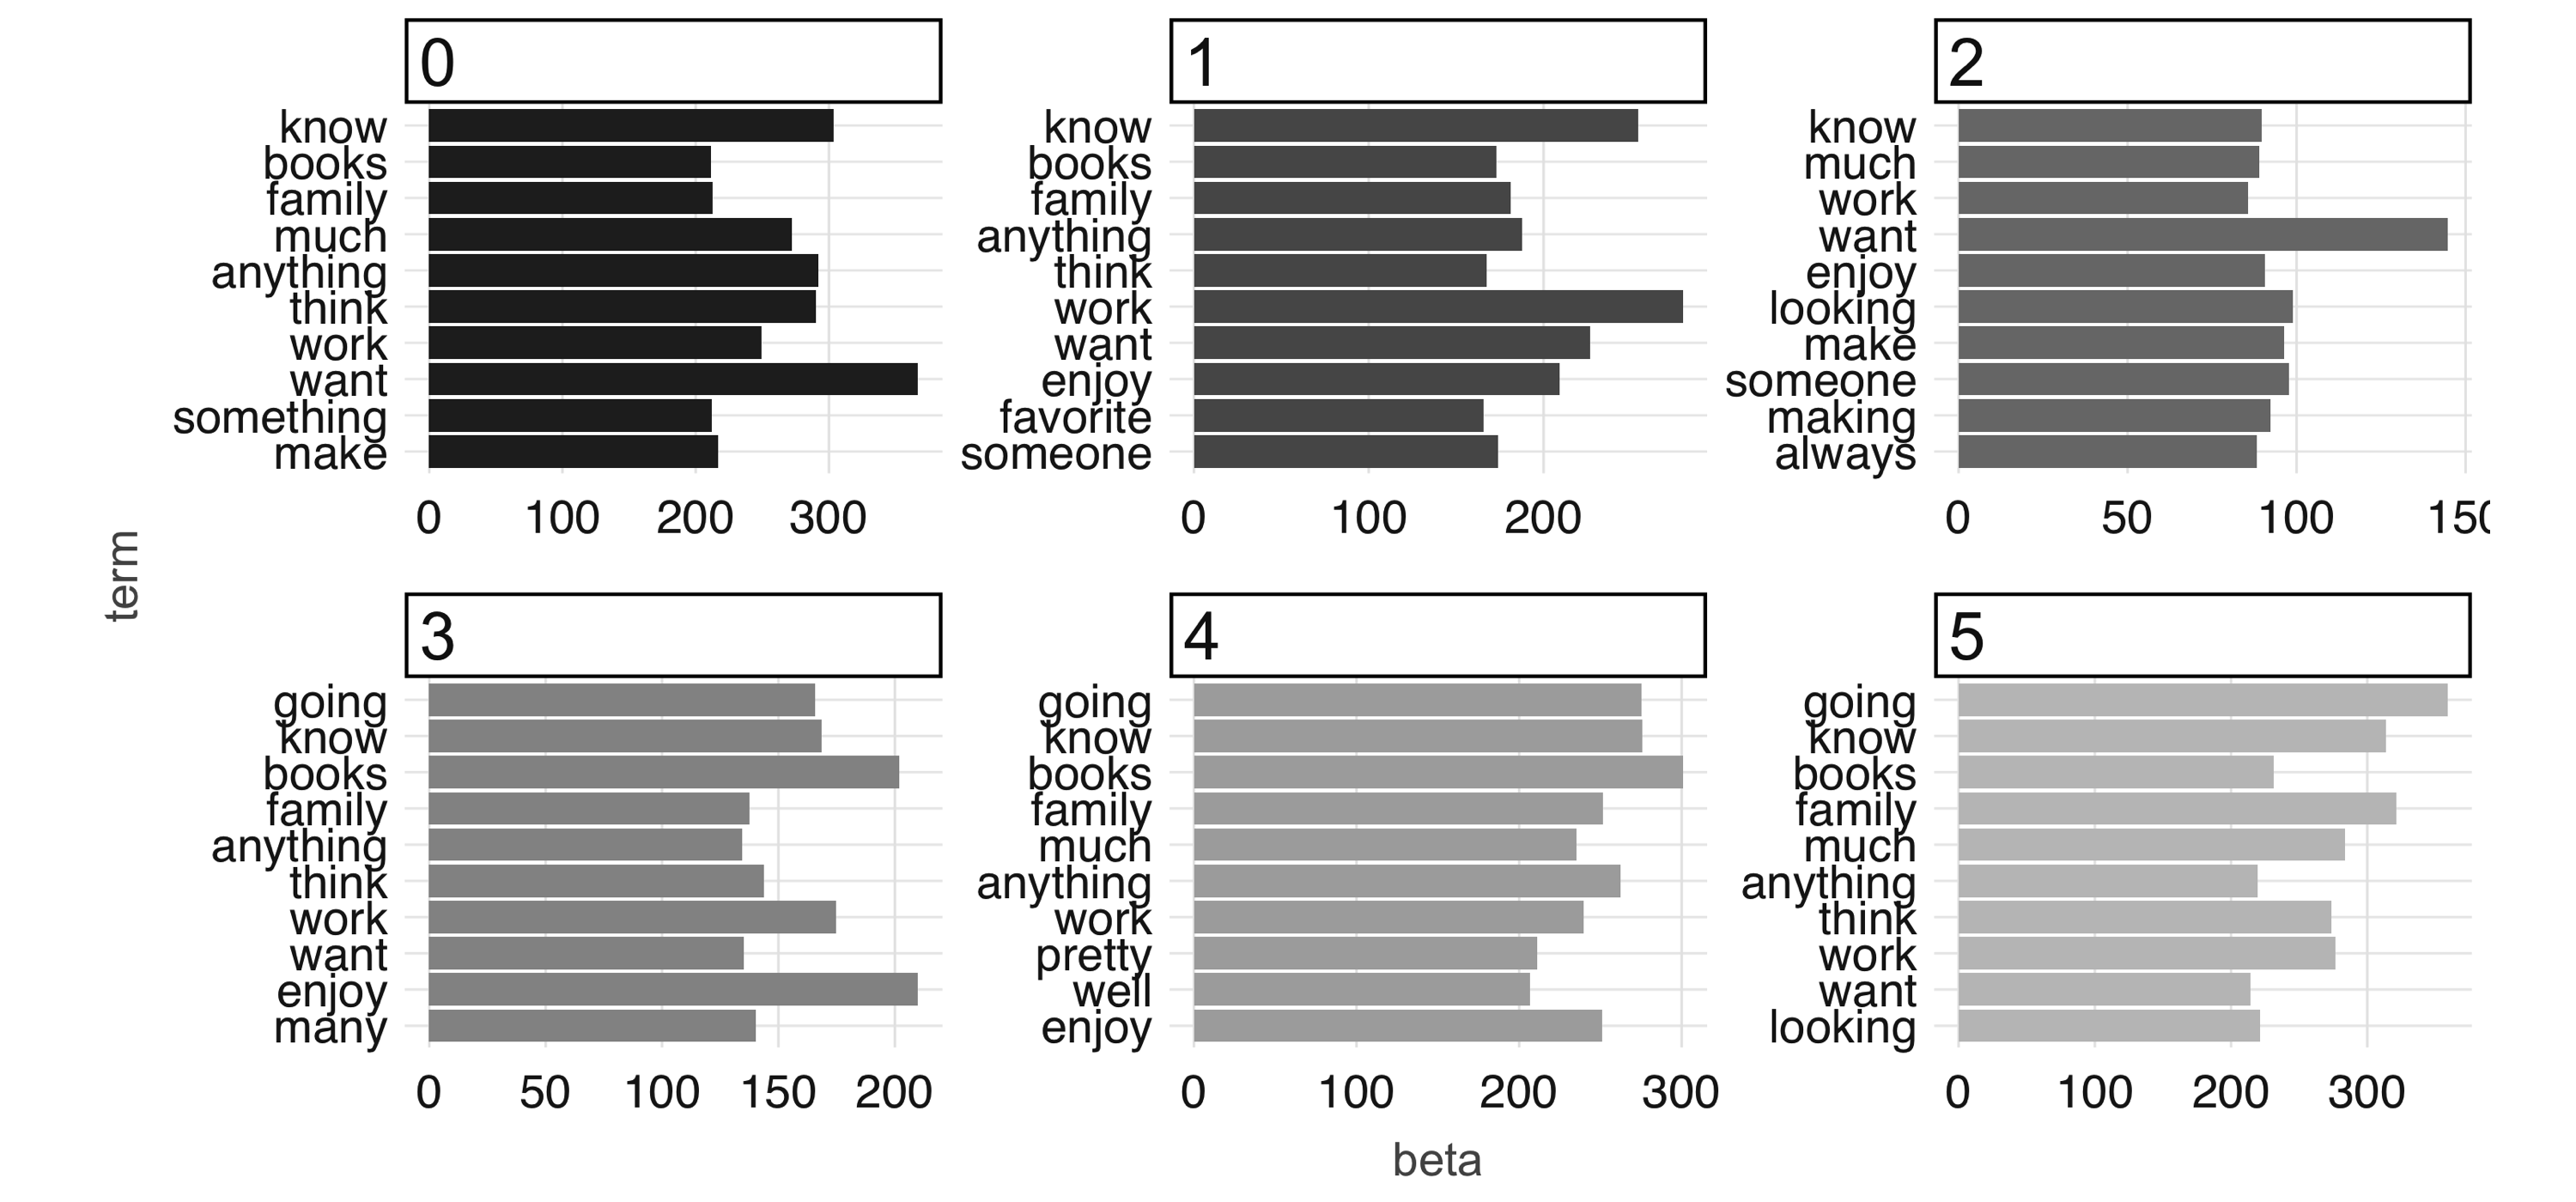 0
know
books
family
much
anything
think
work
want
something
make
0 100 200 300
1
know
books
family
anything
think
work
want
enjoy
favorite
someone
0 100 200
2
know
much
work
want
enjoy
looking
make
someone
making
always
0 50 100 150
term
3
going
know
books
family
anything
think
work
want
enjoy
many
0 50 100 150 200
4
going
know
books
family
much
anything
work
pretty
well
enjoy
0 100 200 300
5
going
know
books
family
much
anything
think
work
want
looking
0 100 200 300
beta